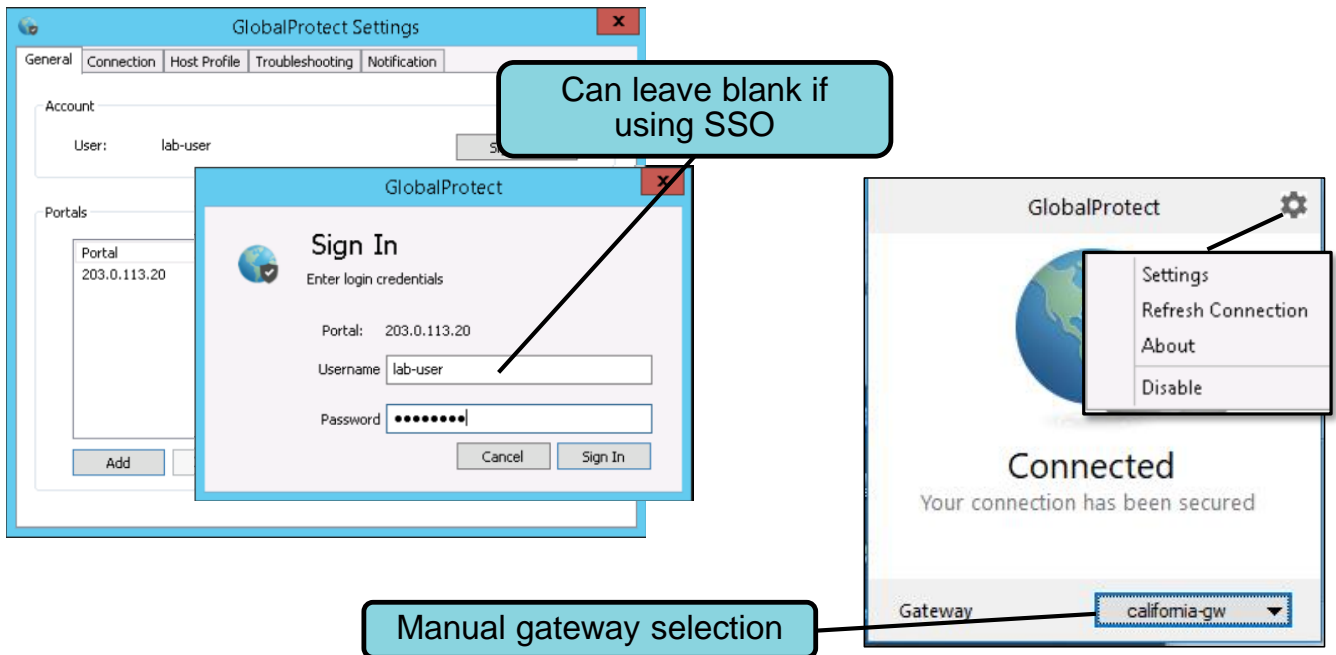 GlobalProtect Settings
x
General Connection Host Profile Troubleshooting Notification
Account
User: lab-user
Portals
Portal
203.0.113.20
Add
Can leave blank if
using SSO
GlobalProtect
x
Sign In
Enter login credentials
Portal: 203.0.113.20
Username lab-user
Password ••••••••
Cancel Sign In
GlobalProtect
Settings
Refresh Connection
About
Disable
Connected
Your connection has been secured
Gateway california-gw
Manual gateway selection